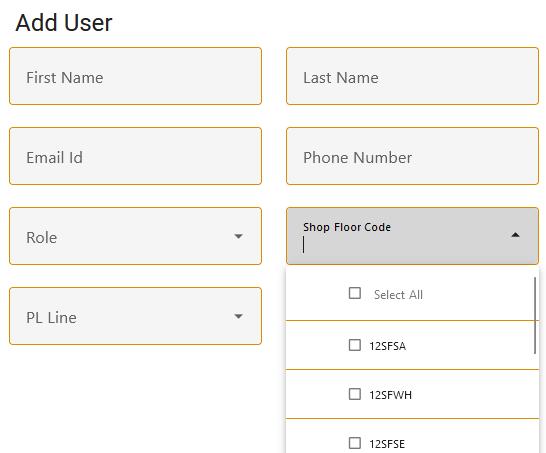 Add User
First Name
Last Name
Email Id
Phone Number
Role
Shop Floor Code
Select All
PL Line
12SFSA
12SFWH
12SFSE